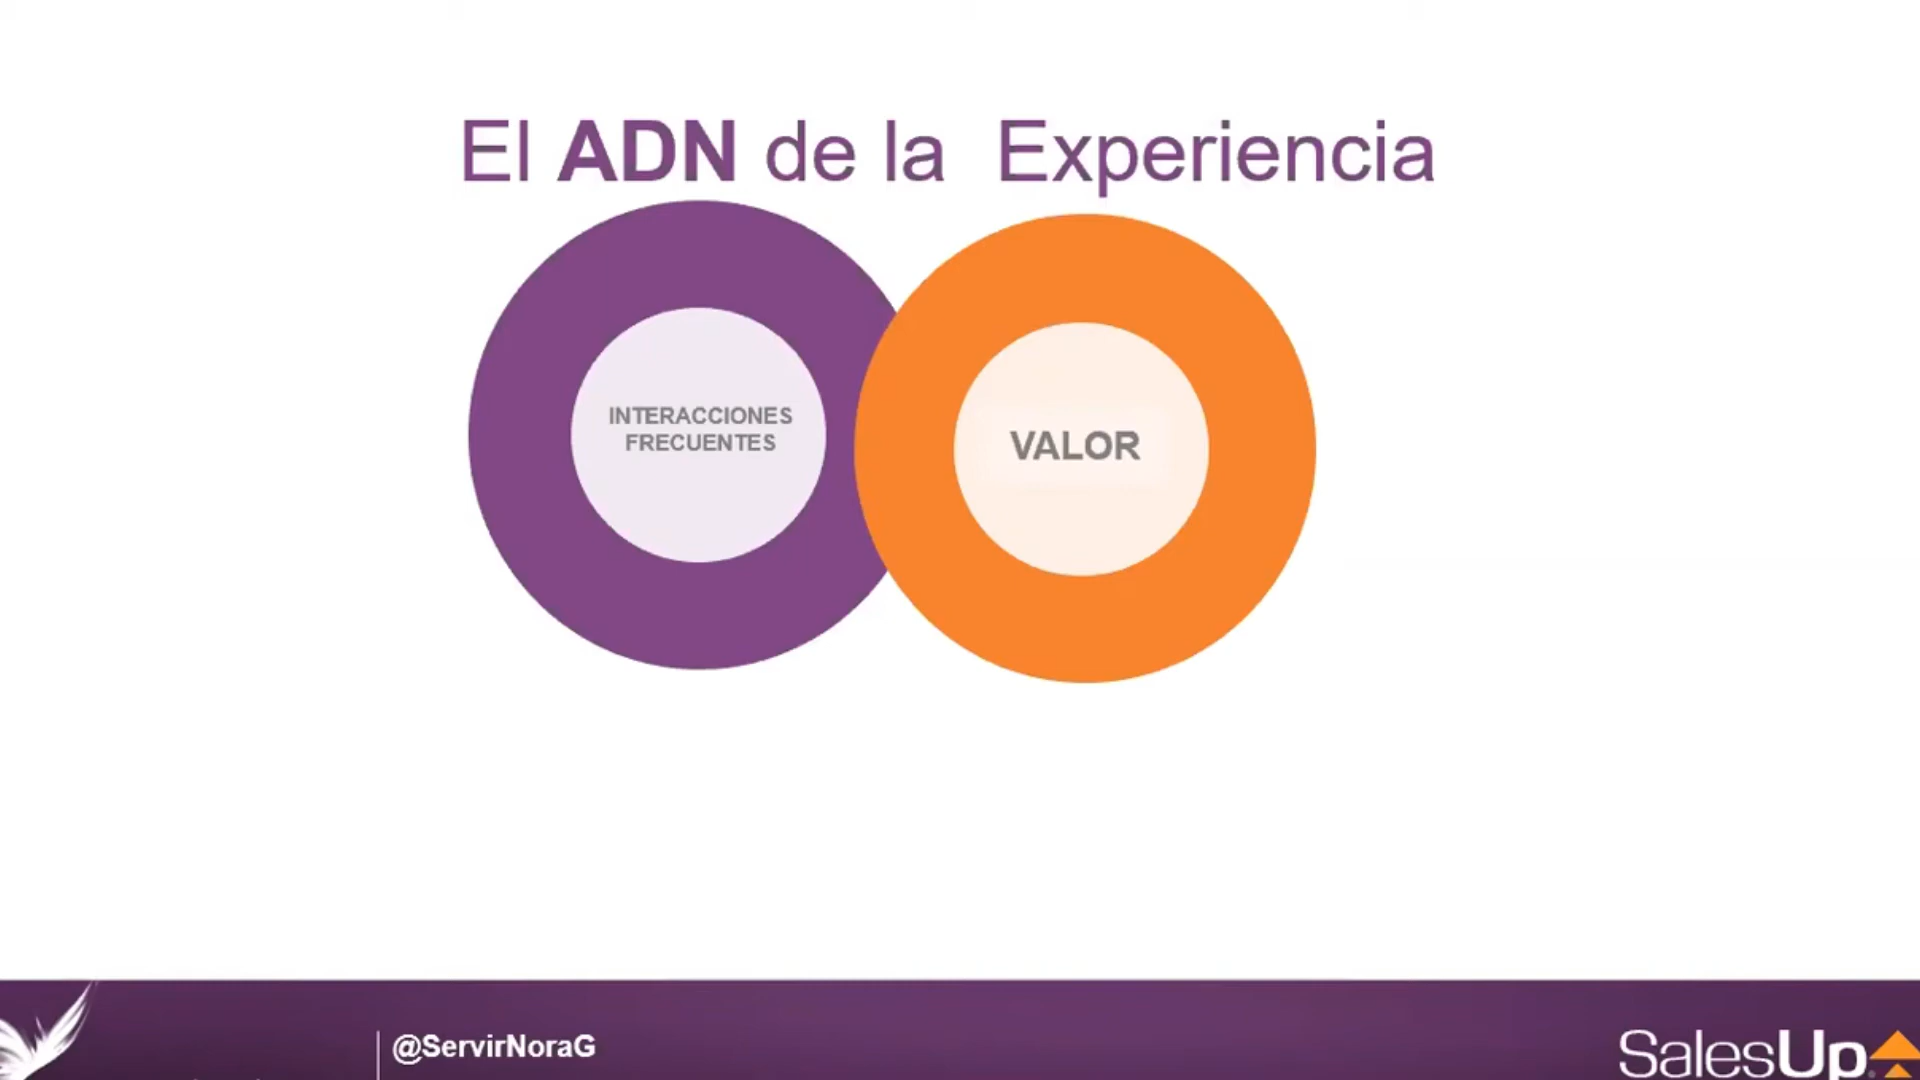 El ADN de la Experiencia
INTERACCIONES
FRECUENTES
VALOR
@ServirNoraG
SalesUp